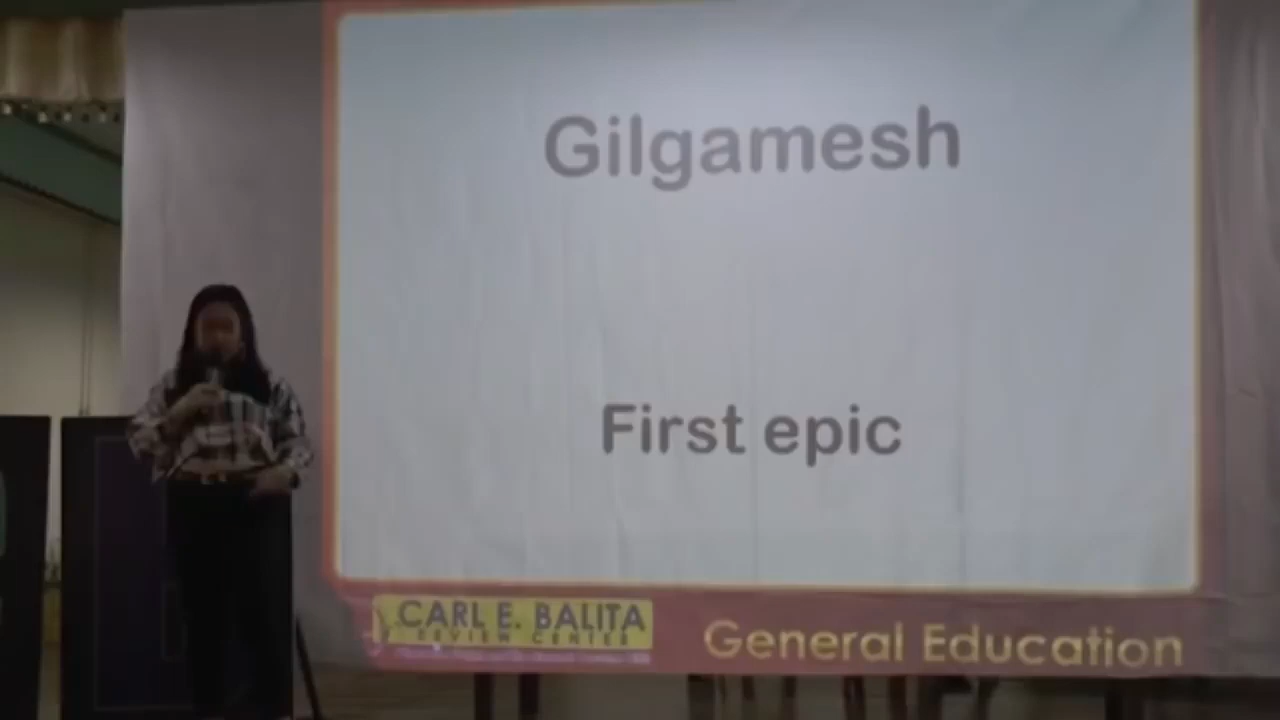 Gilgamesh
First epic
CARL E. BALITA
REVIEW CENTER
General Education